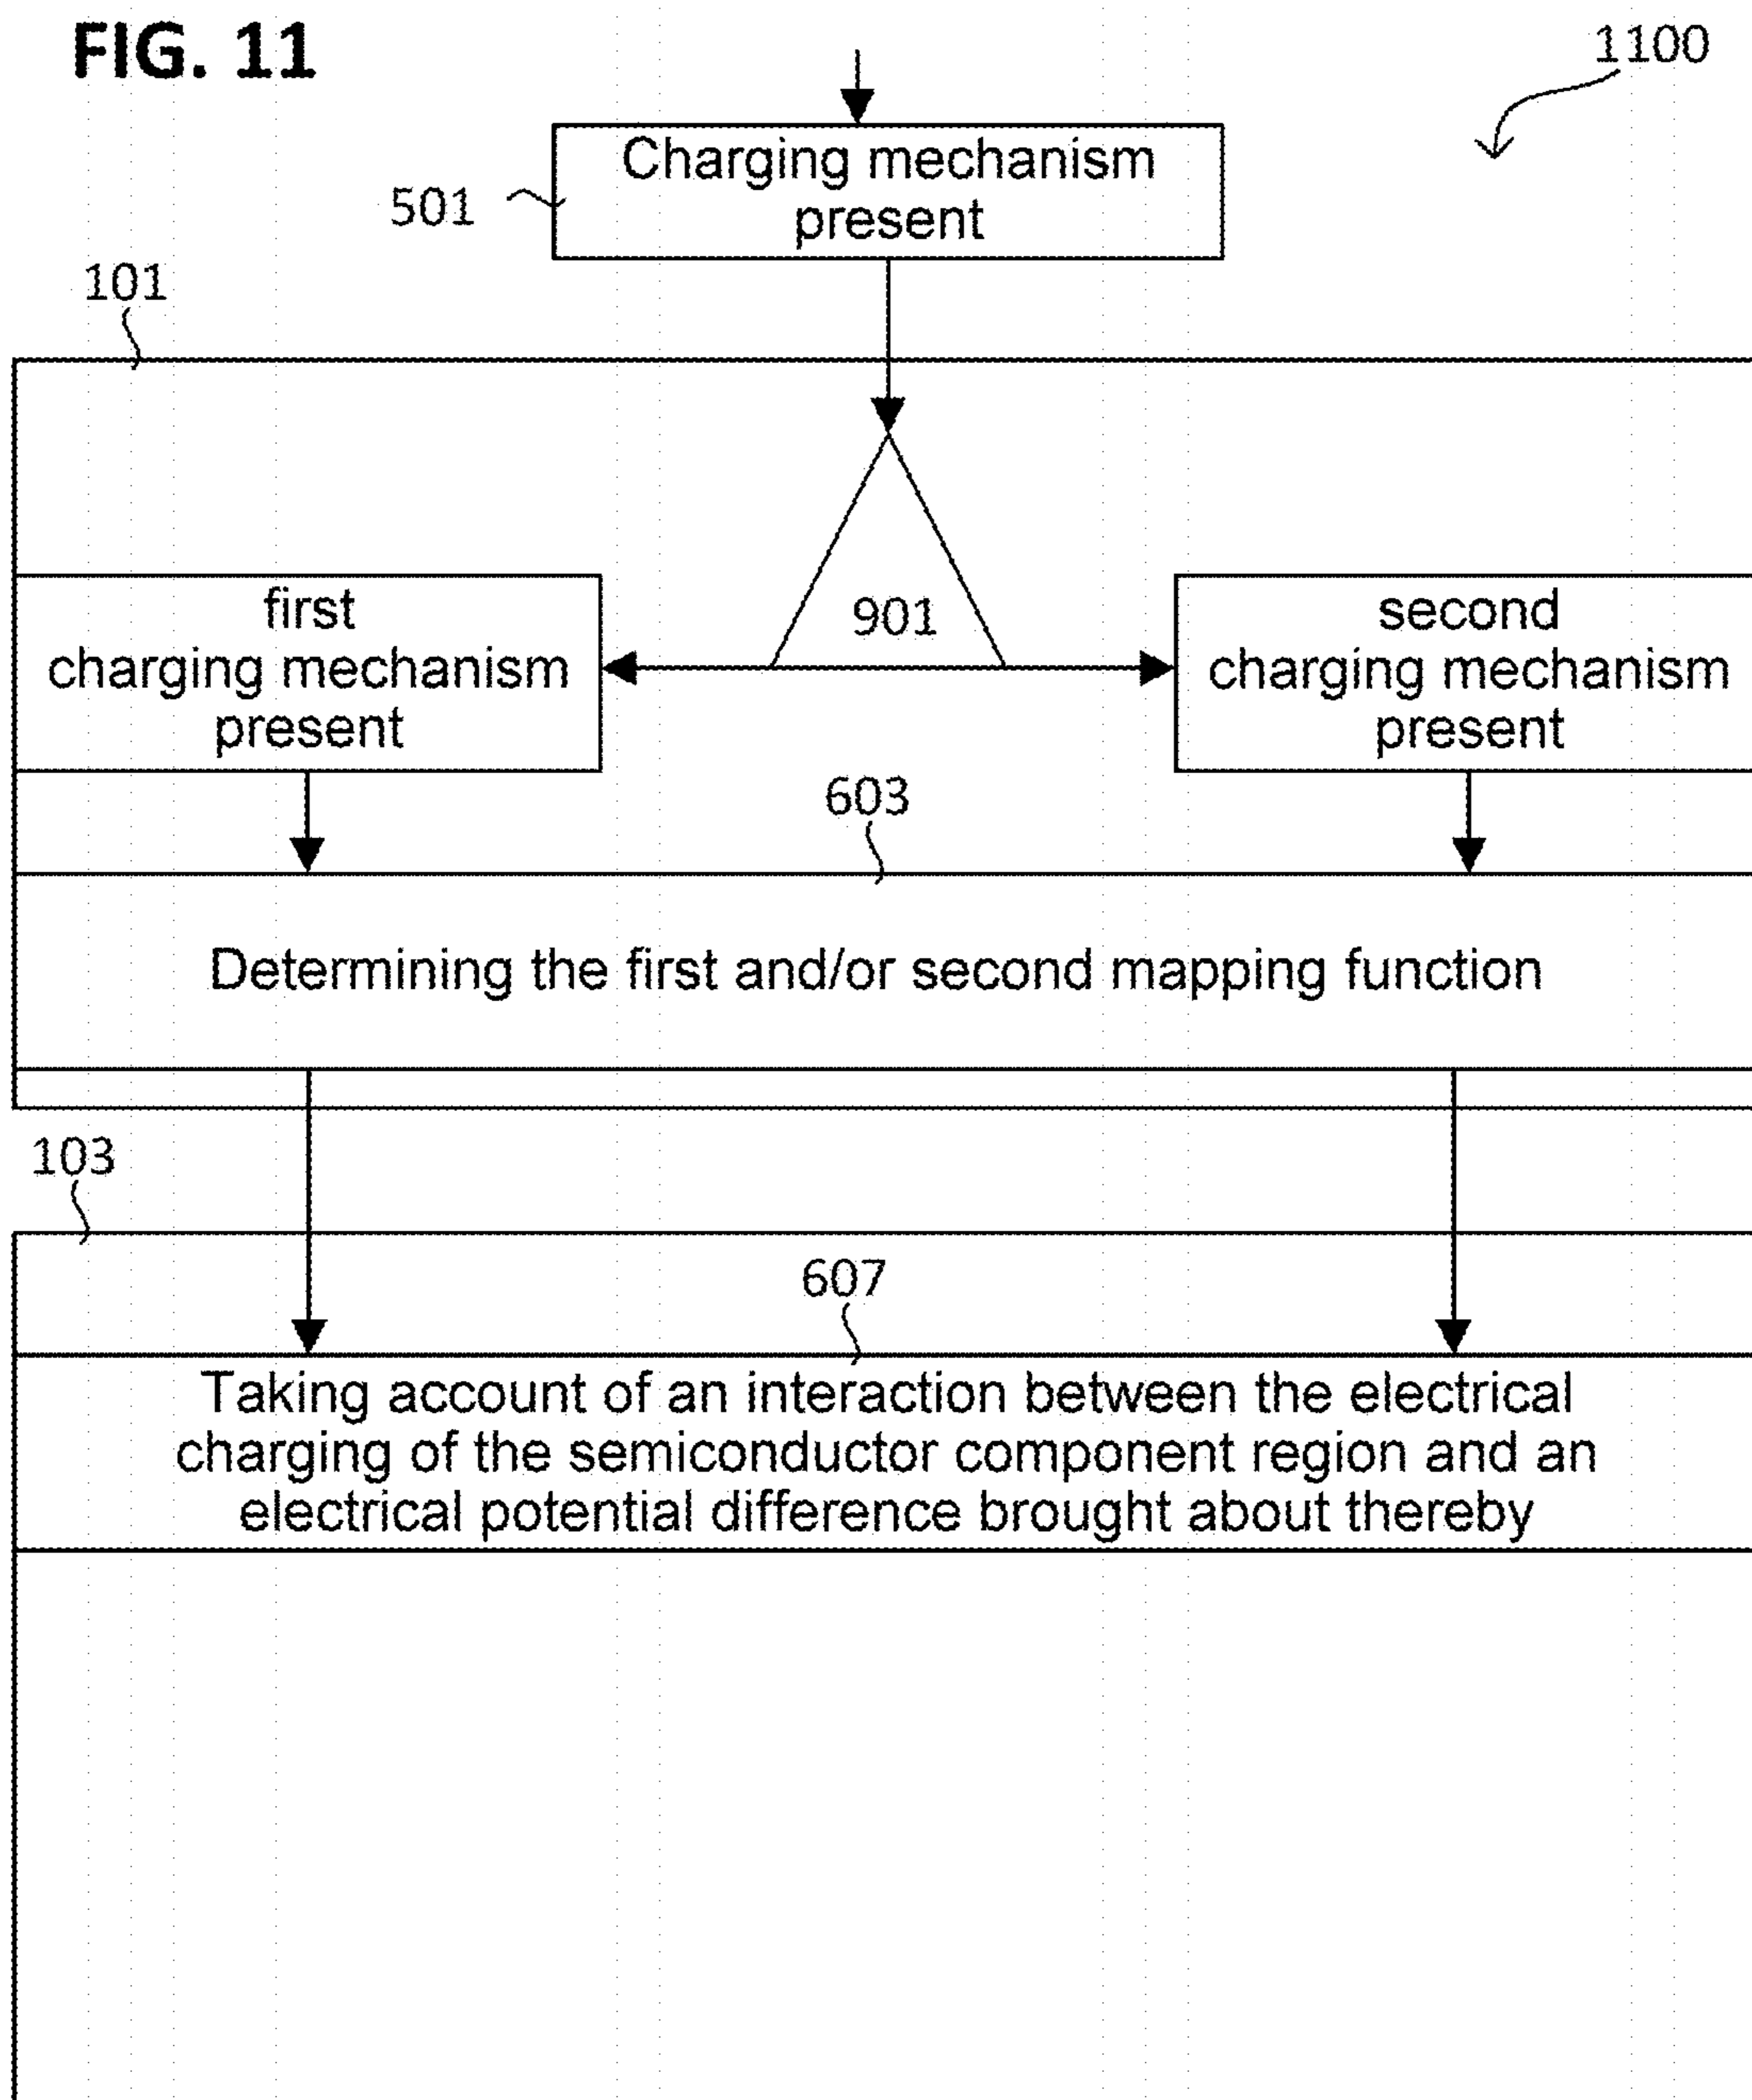 FIG. 11
1100
Charging mechanism
present
501
101
first
charging mechanism
present
901
second
charging mechanism
present
603
Determining the first and/or second mapping function
103
607
Taking account of an interaction between the electrical
charging of the semiconductor component region and an
electrical potential difference brought about thereby